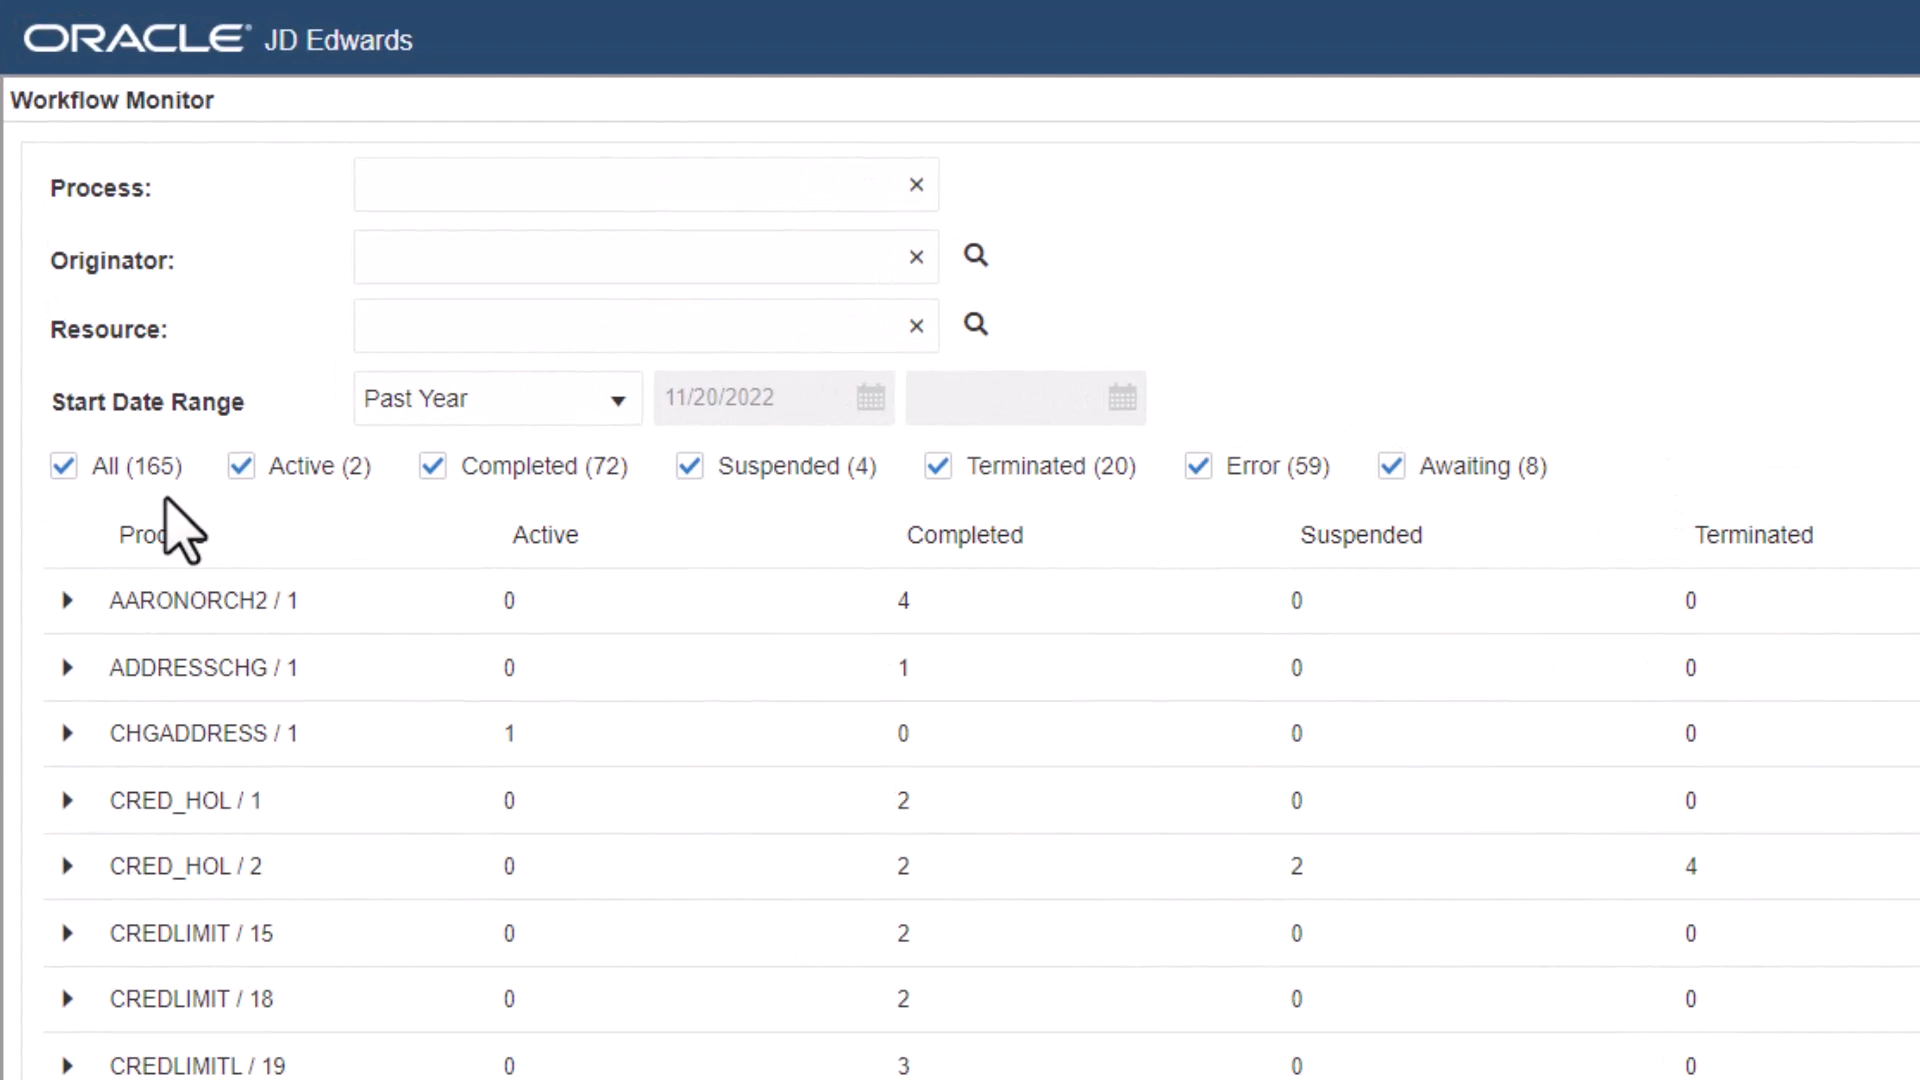 ORACLE JD Edwards
Workflow Monitor
Process:
Originator:
Resource:
Start Date Range Past Year 11/20/2022
All (165) Active (2) Completed (72) Suspended (4) Terminated (20) Error (59) Awaiting (8)
Active Completed Suspended Terminated
AARONORCH2 / 1 0 4 0 0
ADDRESSCHG / 1 0 1 0 0
CHGADDRESS / 1 1 0 0 0
CRED_HOL / 1 0 2 0 0
CRED_HOL / 2 0 2 2 4
CREDLIMIT / 15 0 2 0 0
CREDLIMIT / 18 0 2 0 0
CREDLIMITL / 19 0 3 0 0